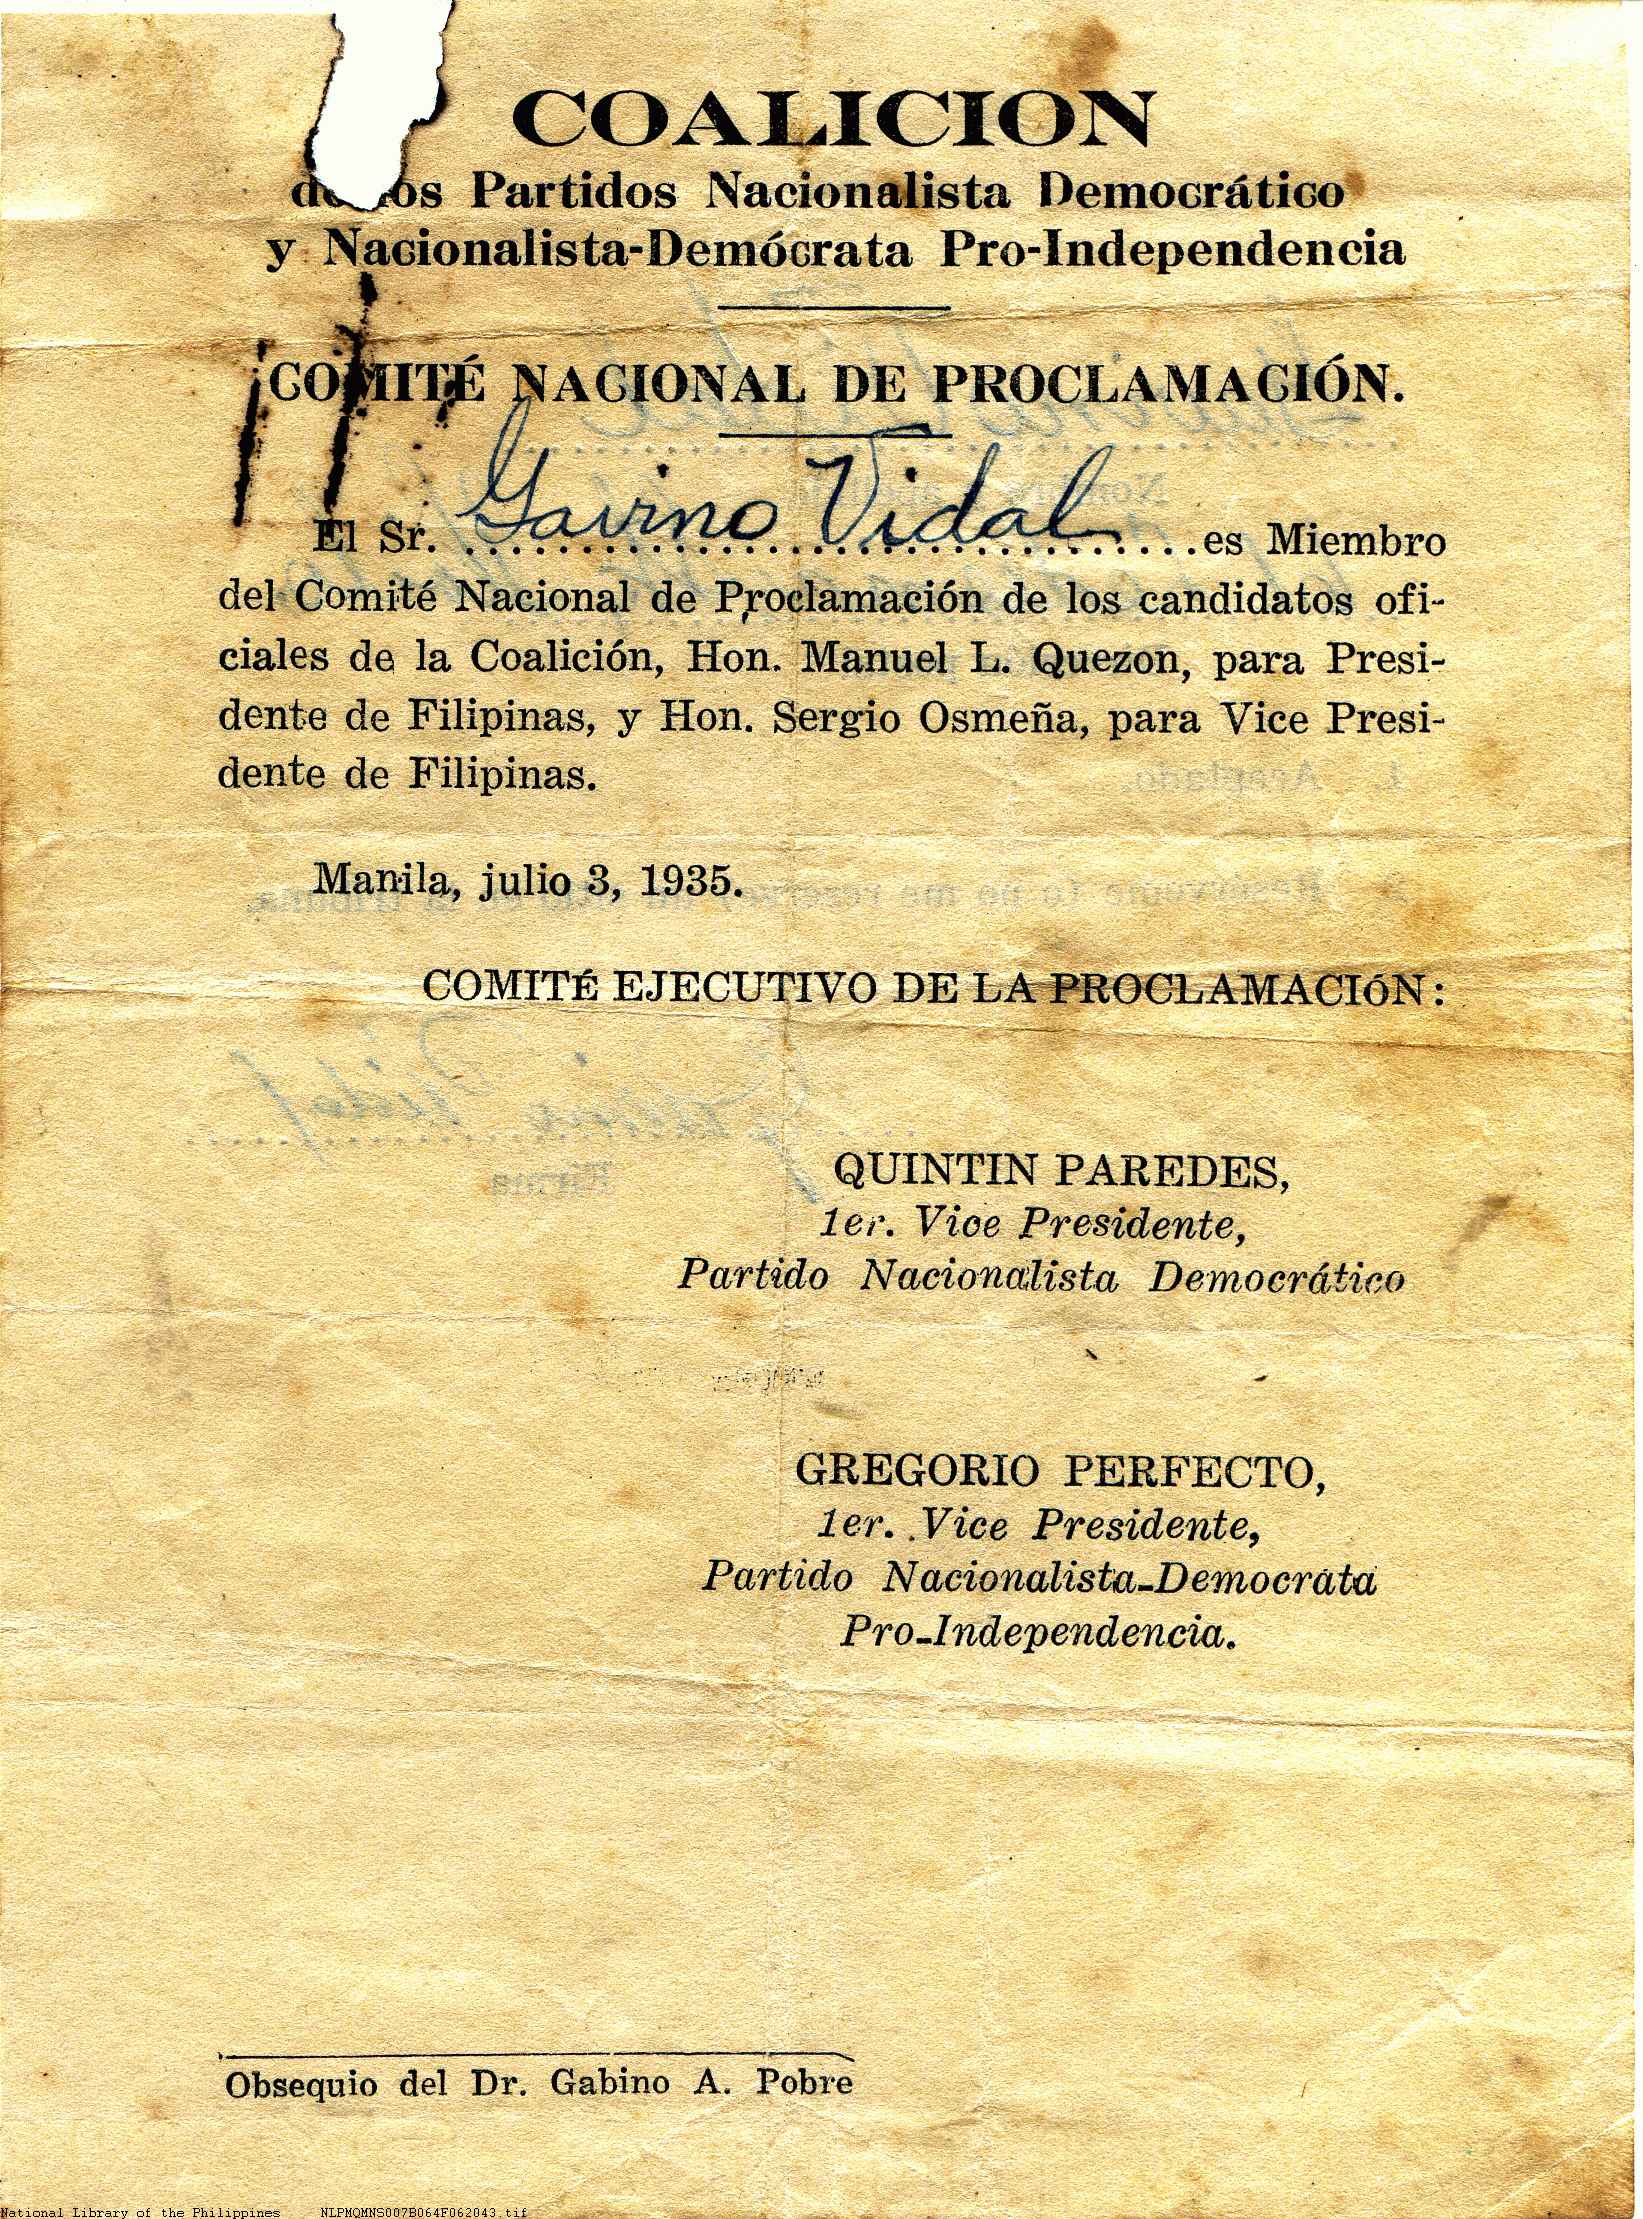 COALICION
de los Partidos Nacionalista Democrático
y Nacionalista-Demócrata Pro-Independencia
COMITÉ NACIONAL DE PROCLAMACIÓN.
El Sr. Gavino Vidal es Miembro
del Comité Nacional de Proclamación de los candidatos ofi-
ciales de la Coalición, Hon. Manuel L. Quezon, para Presi-
dente de Filipinas, y Hon. Sergio Osmeña, para Vice Presi-
dente de Filipinas.
Manila, julio 3, 1935.
COMITÉ EJECUTIVO DE LA PROCLAMACIÓN:
QUINTIN PAREDES,
1er. Vice Presidente,
Partido Nacionalista Democrático
GREGORIO PERFECTO,
1er. Vice Presidente,
Partido Nacionalista-Democrata
Pro-Independencia.
Obsequio del Dr. Gabino A. Pobre
National Library of the Philippines NLPMQMNS007B064F062043.tif